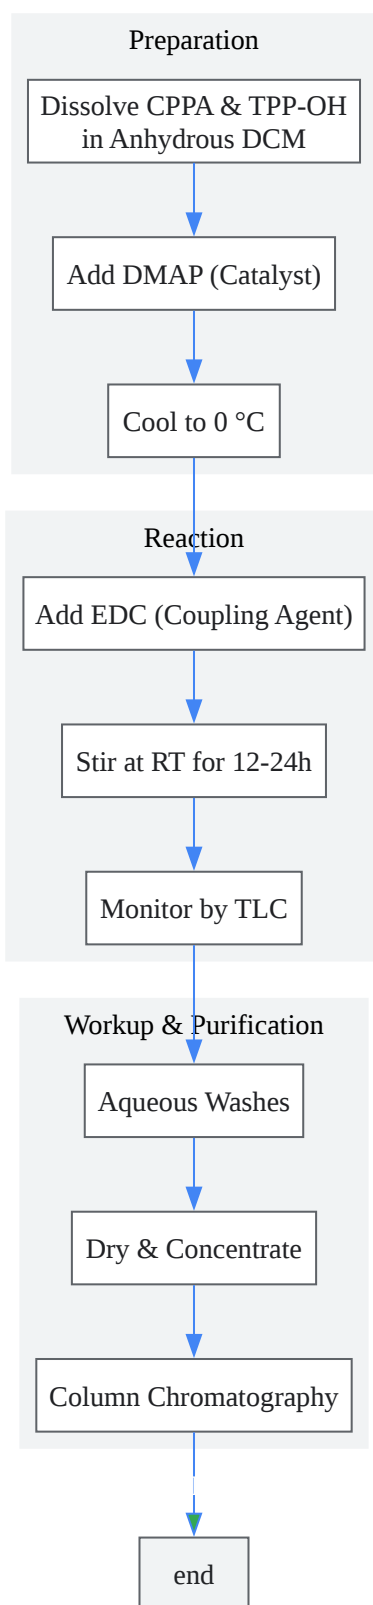 Preparation
Dissolve CPPA & TPP-OH
in Anhydrous DCM
Add DMAP (Catalyst)
Cool to 0 °C
Reaction
Add EDC (Coupling Agent)
Stir at RT for 12-24h
Monitor by TLC
Workup & Purification
Aqueous Washes
Dry & Concentrate
Column Chromatography
end